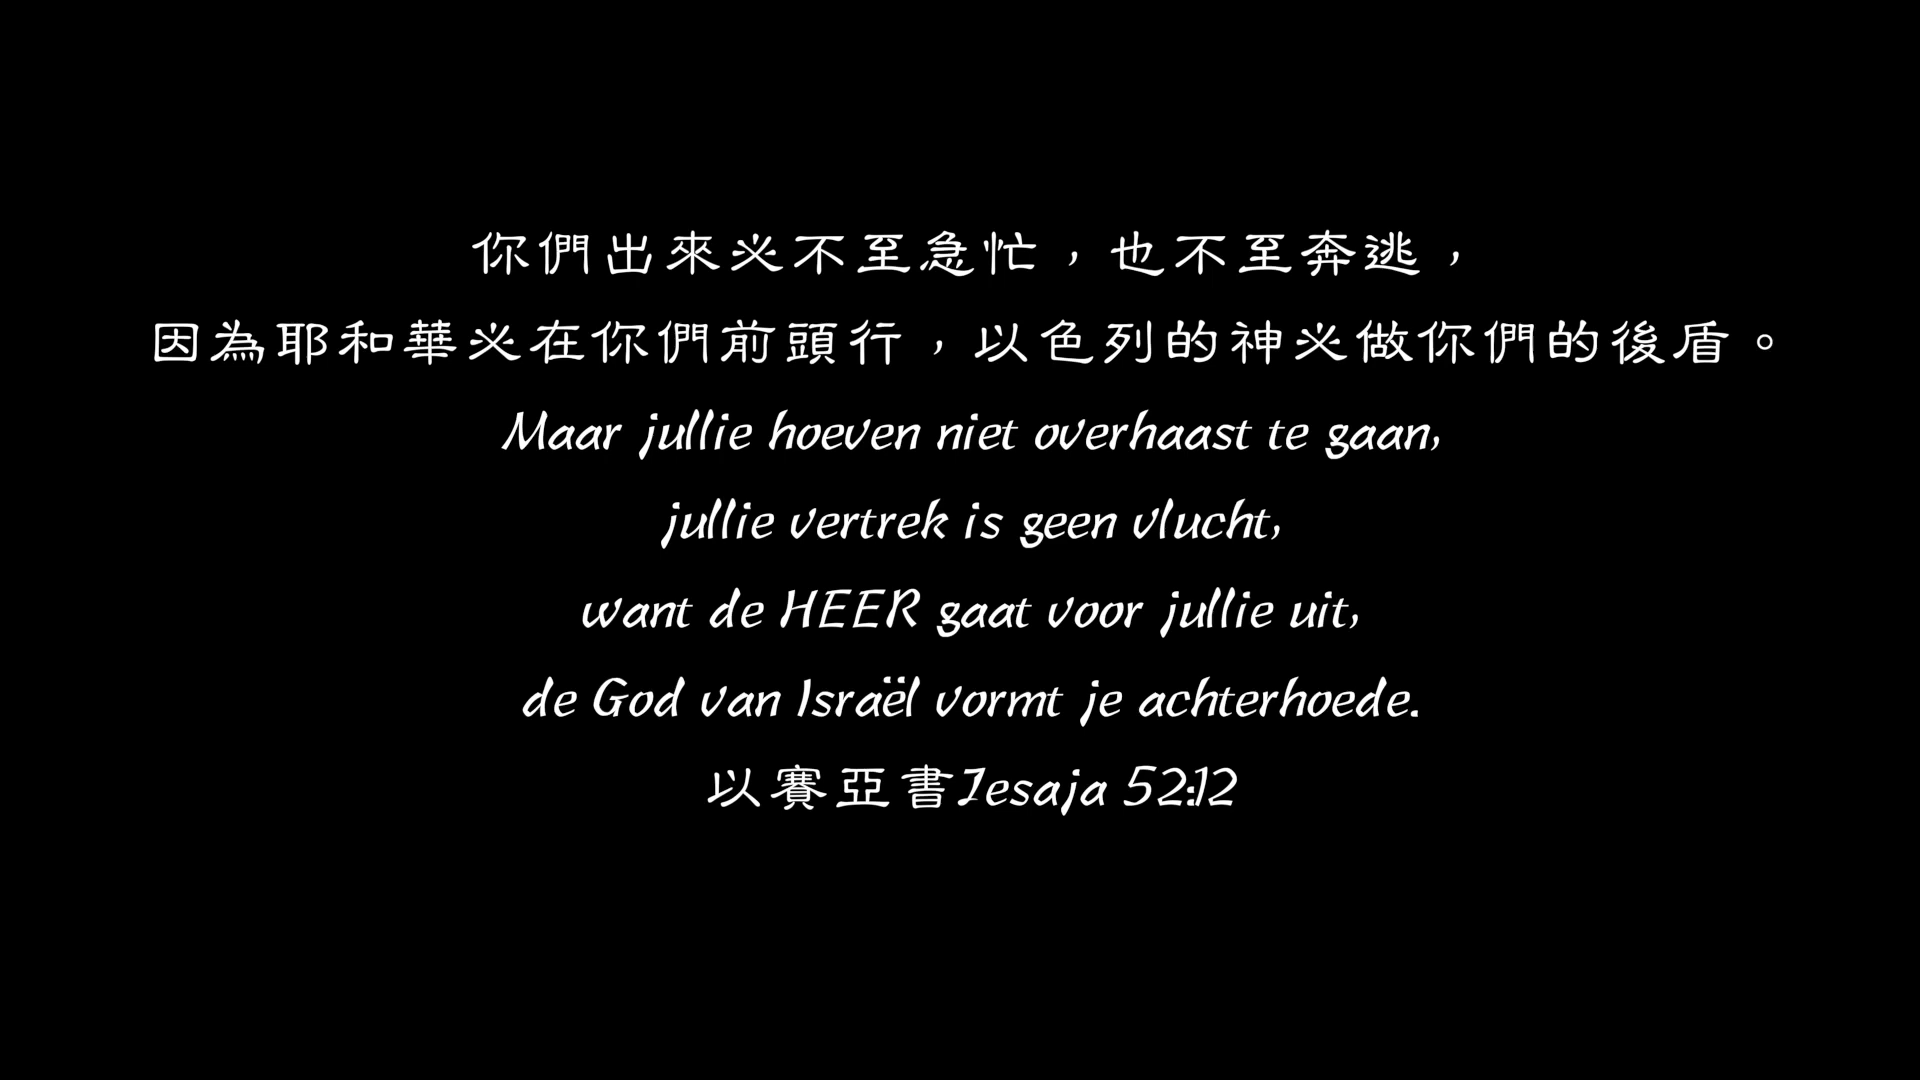 你們出來必不至急忙，也不至奔逃，
因為耶和華必在你們前頭行，以色列的神必做你們的後盾。
Maar jullie hoeven niet overhaast te gaan,
jullie vertrek is geen vlucht,
want de HEER gaat voor jullie uit,
de God van Israël vormt je achterhoede.
以賽亞書Jesaja 52:12